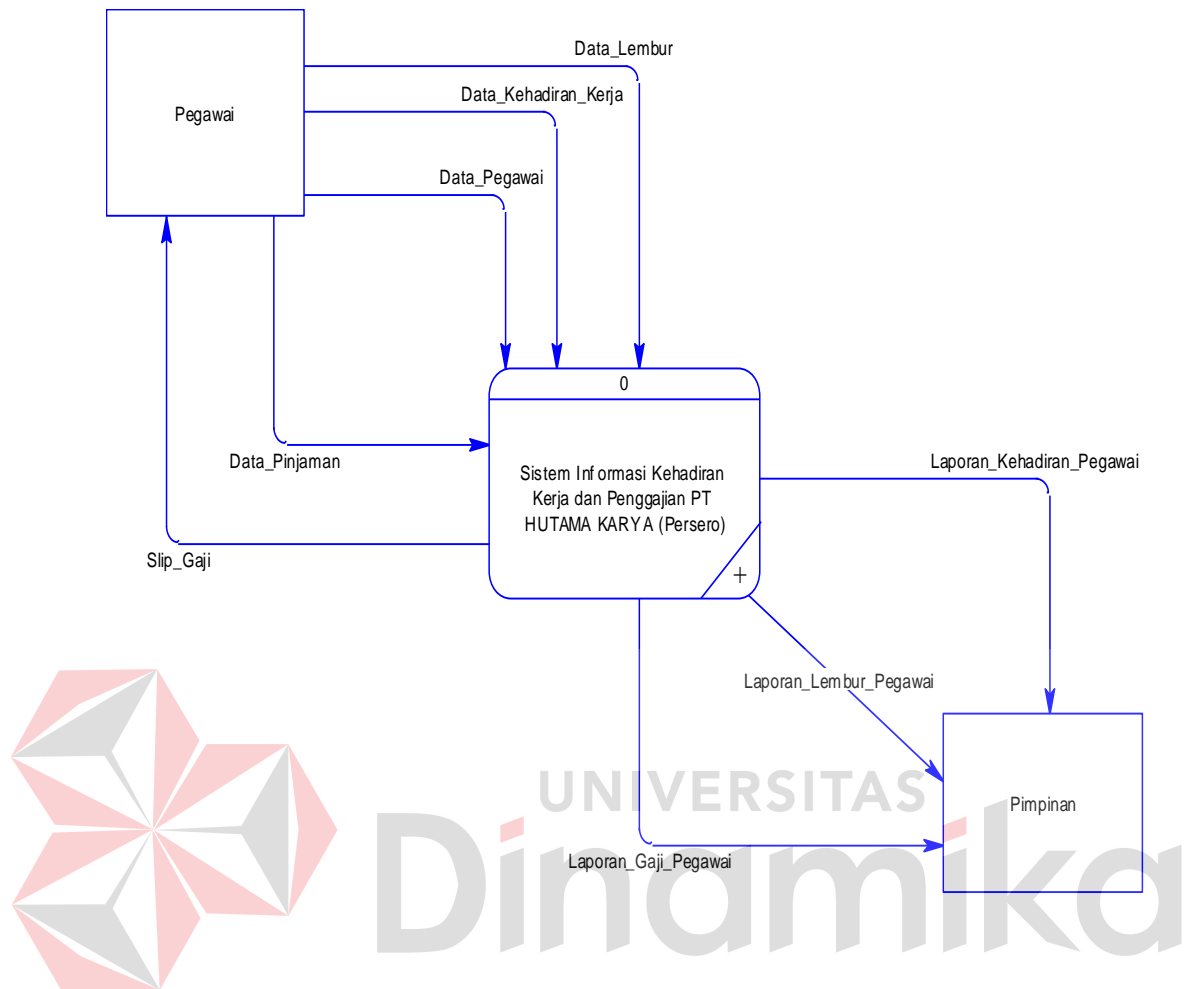 Data_Lembur
Data_Kehadiran_Kerja
Pegawai
Data_Pegawai
0
Data_Pinjaman
Sistem Informasi Kehadiran
Kerja dan Penggajian PT
HUTAMA KARYA (Persero)
+
Laporan_Kehadiran_Pegawai
Slip_Gaji
Laporan_Lembur_Pegawai
UNIVERSITAS
Dinamika
Pimpinan
Laporan_Gaji_Pegawai